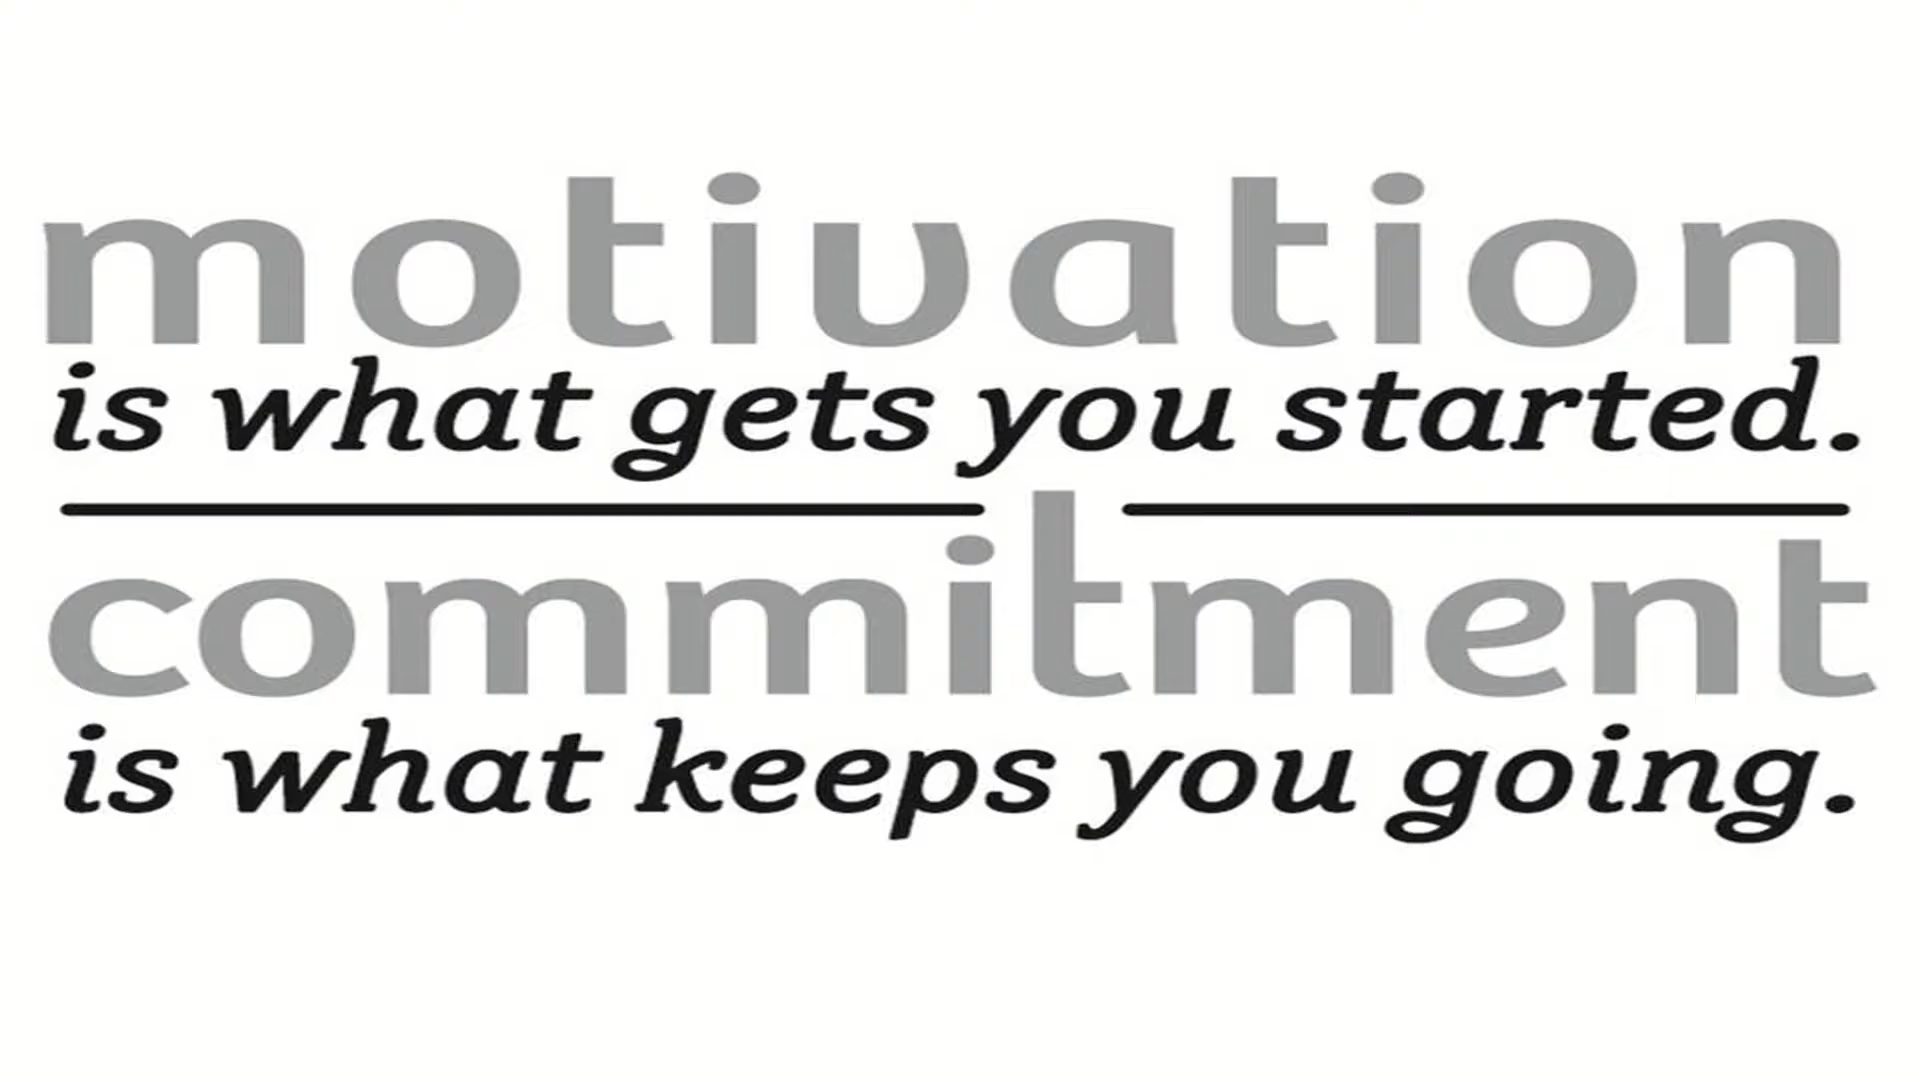 motivation
is what gets you started.
commitment
is what keeps you going.